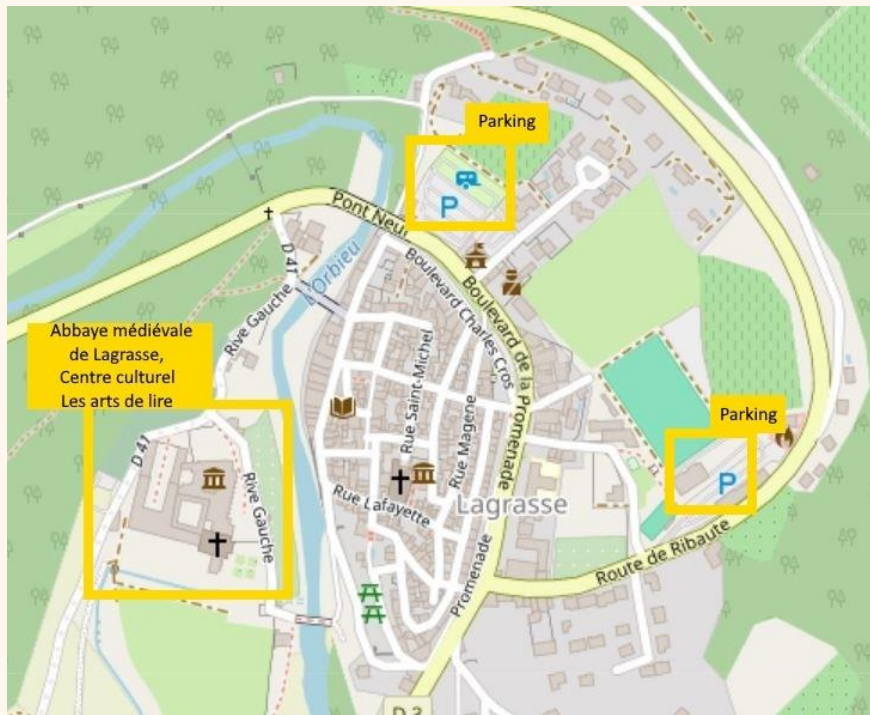 Parking
P
Pont Neuf
D 41
l'Orbieu
Boulevard Charles Cros
Boulevard de la Promenade
Rive Gauche
Abbaye médiévale
de Lagrasse,
Centre culturel
Les arts de lire
Rue Saint-Michel
Rue Magene
Parking
P
D 41
Rive Gauche
Rue Lafayette
Lagrasse
Promenade
Route de Ribaute
D 3